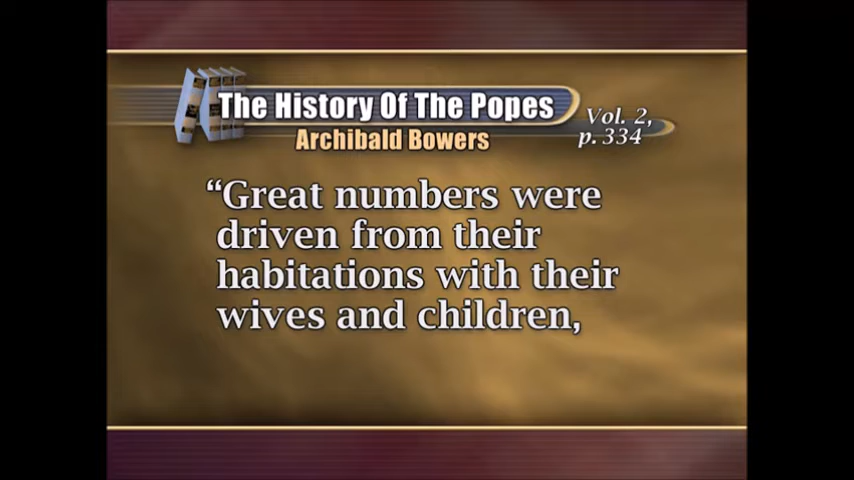 The History Of The Popes
Archibald Bowers
Vol. 2,
p. 334
“Great numbers were
driven from their
habitations with their
wives and children,